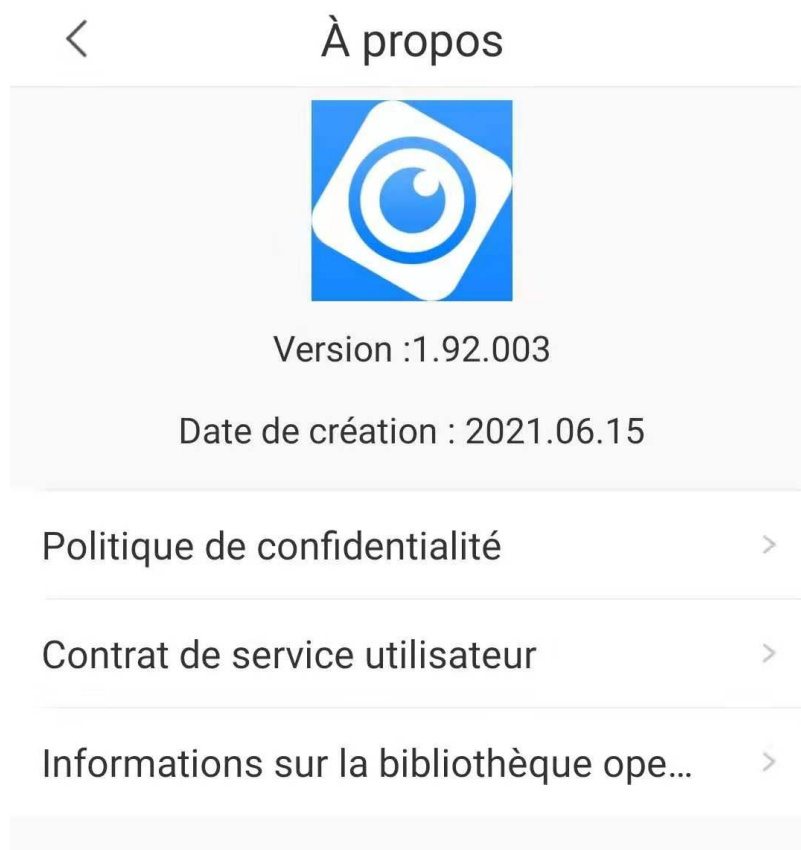 À propos
Version :1.92.003
Date de création : 2021.06.15
Politique de confidentialité
Contrat de service utilisateur
Informations sur la bibliothèque ope...